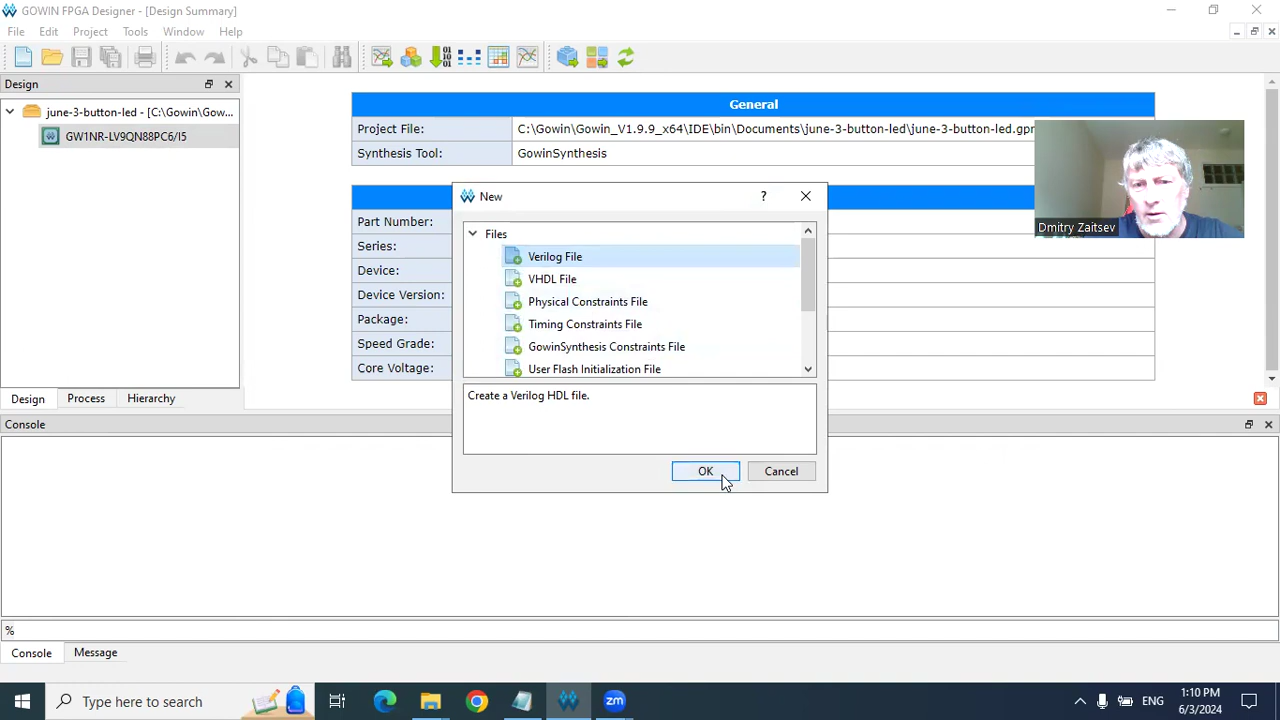 GOWIN FPGA Designer - [Design Summary]
File Edit Project Tools Window Help
Design
june-3-button-led - [C:\Gowin\Gow...
GW1NR-LV9QN88PC6/I5
Design Process Hierarchy
General
Project File: C:\Gowin\Gowin_V1.9.9_x64\IDE\bin\Documents\june-3-button-led\june-3-button-led.gpr
Synthesis Tool: GowinSynthesis
Part Number:
Series:
Device:
Device Version:
Package:
Speed Grade:
Core Voltage:
New ?
Files
Verilog File
VHDL File
Physical Constraints File
Timing Constraints File
GowinSynthesis Constraints File
User Flash Initialization File
Create a Verilog HDL file.
OK Cancel
Dmitry Zaitsev
Console
%
Console Message
Type here to search
zm
ENG
1:10 PM
6/3/2024